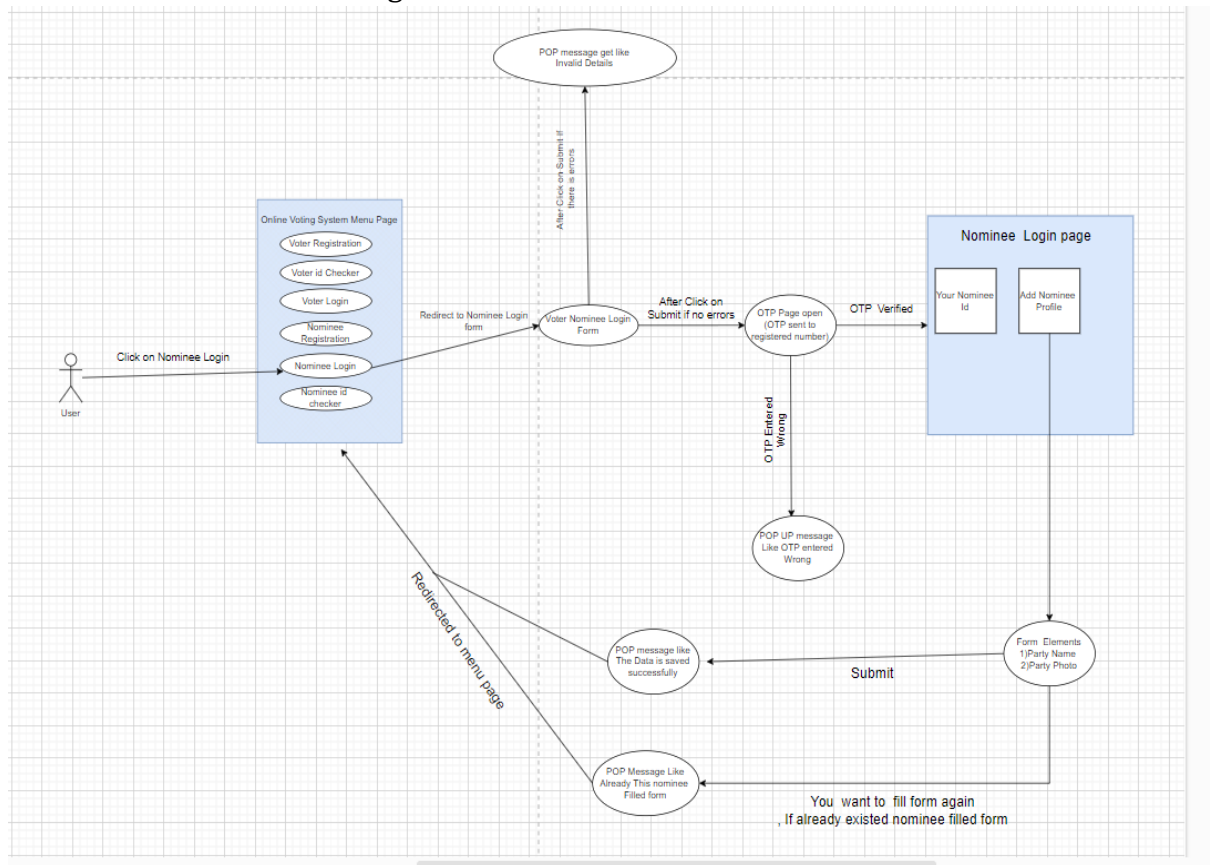 POP message get like
Invalid Details
After Click on Submit if
there is errors
Online Voting System Menu Page
Voter Registration
Voter id Checker
Voter Login
Nominee
Registration
Nominee Login
Nominee id
checker
User
Click on Nominee Login
Redirect to Nominee Login
form
Voter Nominee Login
Form
After Click on
Submit if no errors
OTP Page open
(OTP sent to
registered number)
OTP Verified
Nominee Login page
Your Nominee
Id
Add Nominee
Profile
OTP Entered
Wrong
POP UP message
Like OTP entered
Wrong
Form Elements
1)Party Name
2)Party Photo
Submit
POP message like
The Data is saved
successfully
Redirected to menu page
POP Message Like
Already This nominee
Filled form
You want to fill form again
, If already existed nominee filled form